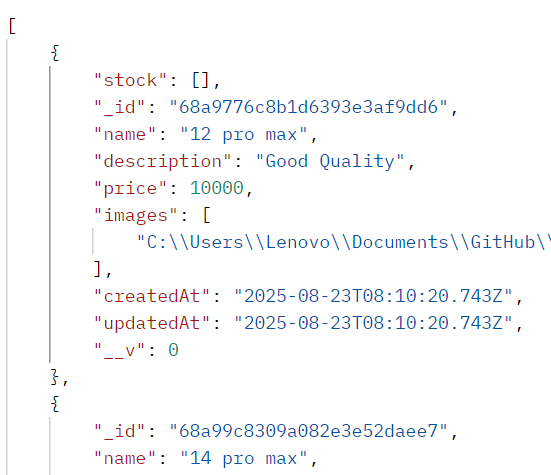 [
{
"stock": [],
"_id": "68a9776c8b1d6393e3af9dd6",
"name": "12 pro max",
"description": "Good Quality",
"price": 10000,
"images": [
"C:\\Users\\Lenovo\\Documents\\GitHub\\
],
"createdAt": "2025-08-23T08:10:20.743Z",
"updatedAt": "2025-08-23T08:10:20.743Z",
"__v": 0
},
{
"_id": "68a99c8309a082e3e52daee7",
"name": "14 pro max",